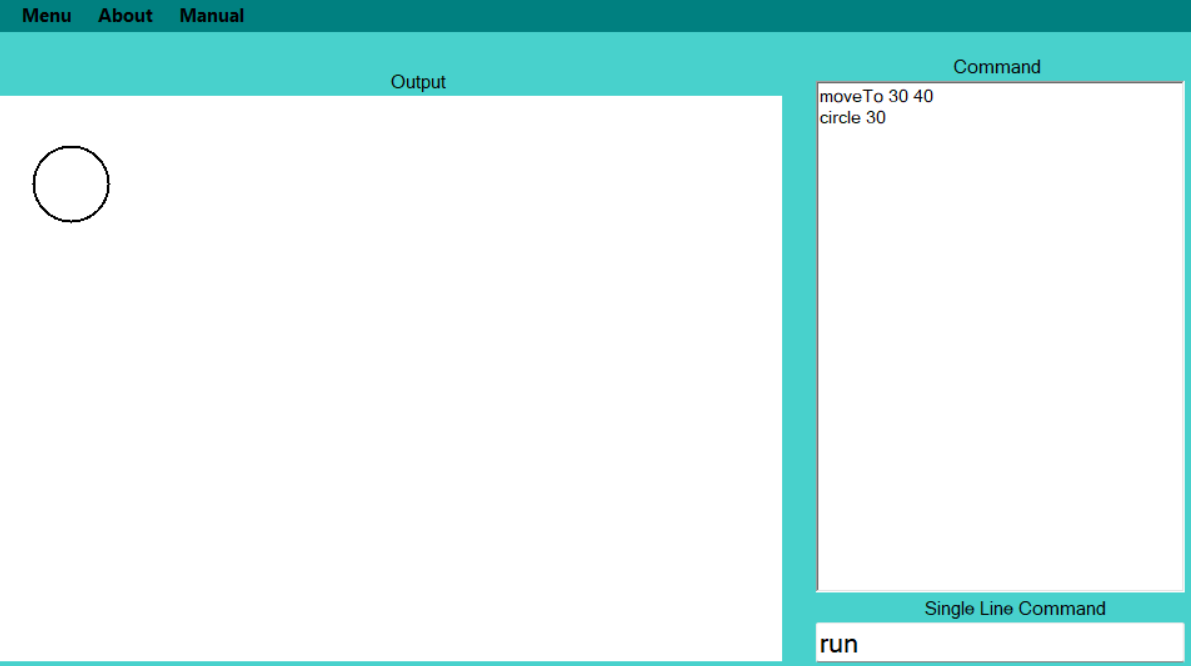 Menu About Manual
Output
Command
moveTo 30 40
circle 30
Single Line Command
run